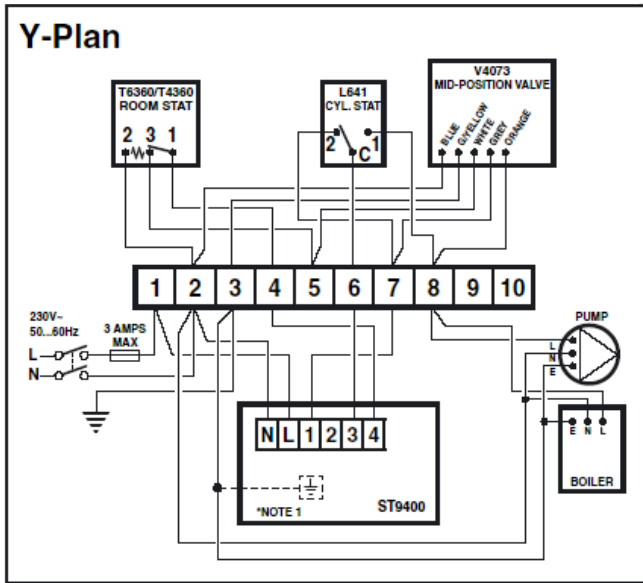 Y-Plan
T6360/T4360
ROOM STAT
2 3 1
L641
CYL. STAT
2 C 1
V4073
MID-POSITION VALVE
BLUE
G/YELLOW
WHITE
GREY
ORANGE
1 2 3 4 5 6 7 8 9 10
230V~
50...60Hz
3 AMPS
MAX
L
N
PUMP
L
N
E
N L 1 2 3 4
*NOTE 1
ST9400
E N L
BOILER